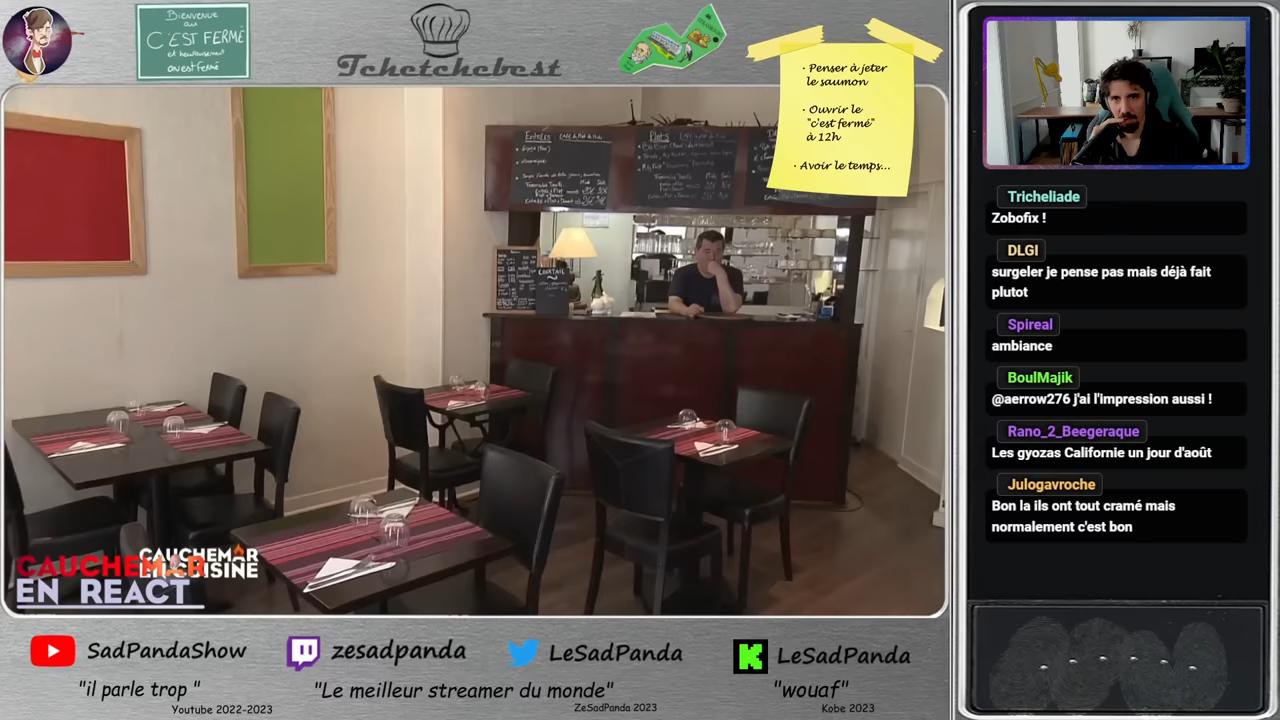 Bienvenue
au
C'EST FERMÉ
et heureusement
on est fermé
Tchetchebest
· Penser à jeter
le saumon
· Ouvrir le
"c'est fermé"
à 12h
· Avoir le temps...
Entrées
Plats
COCKTAIL
CAUCHEMAR
EN CUISINE
CAUCHEMAR
EN REACT
Tricheliade
Zobofix !
DLGI
surgeler je pense pas mais déjà fait
plutot
Spireal
ambiance
BoulMajik
@aerrow276 j'ai l'impression aussi !
Rano_2_Beegeraque
Les gyozas Californie un jour d'août
Julogavroche
Bon la ils ont tout cramé mais
normalement c'est bon
SadPandaShow
zesadpanda
LeSadPanda
LeSadPanda
"il parle trop "
Youtube 2022-2023
"Le meilleur streamer du monde"
ZeSadPanda 2023
"wouaf"
Kobe 2023